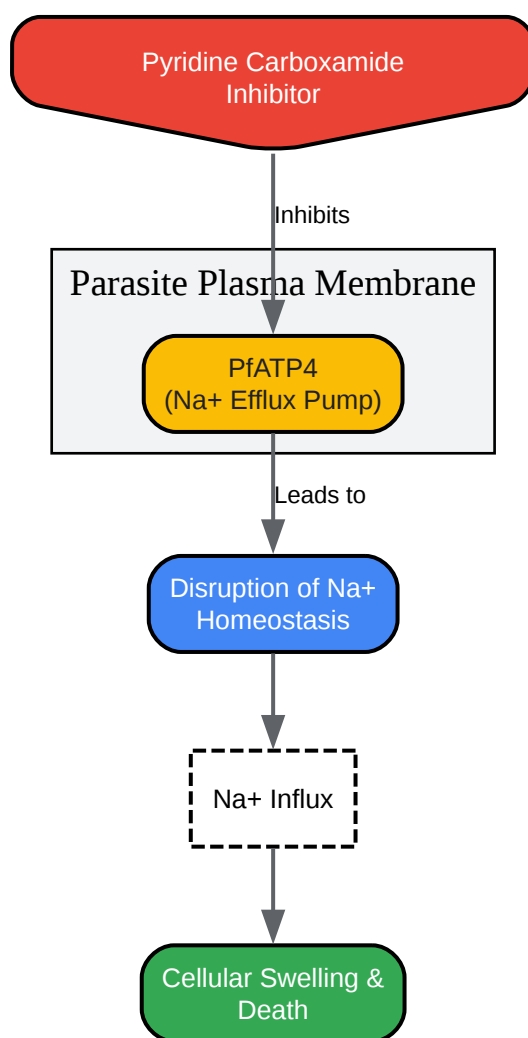 Pyridine Carboxamide
Inhibitor
Inhibits
Parasite Plasma Membrane
PfATP4
(Na+ Efflux Pump)
Leads to
Disruption of Na+
Homeostasis
Na+ Influx
Cellular Swelling &
Death